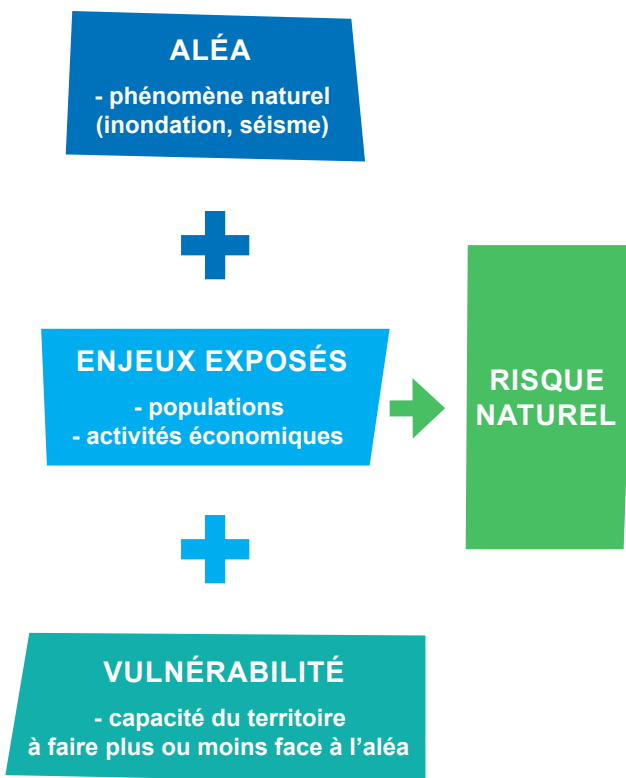 ALÉA
- phénomène naturel
(inondation, séisme)
ENJEUX EXPOSÉS
- populations
- activités économiques
RISQUE
NATUREL
VULNÉRABILITÉ
- capacité du territoire
à faire plus ou moins face à l’aléa